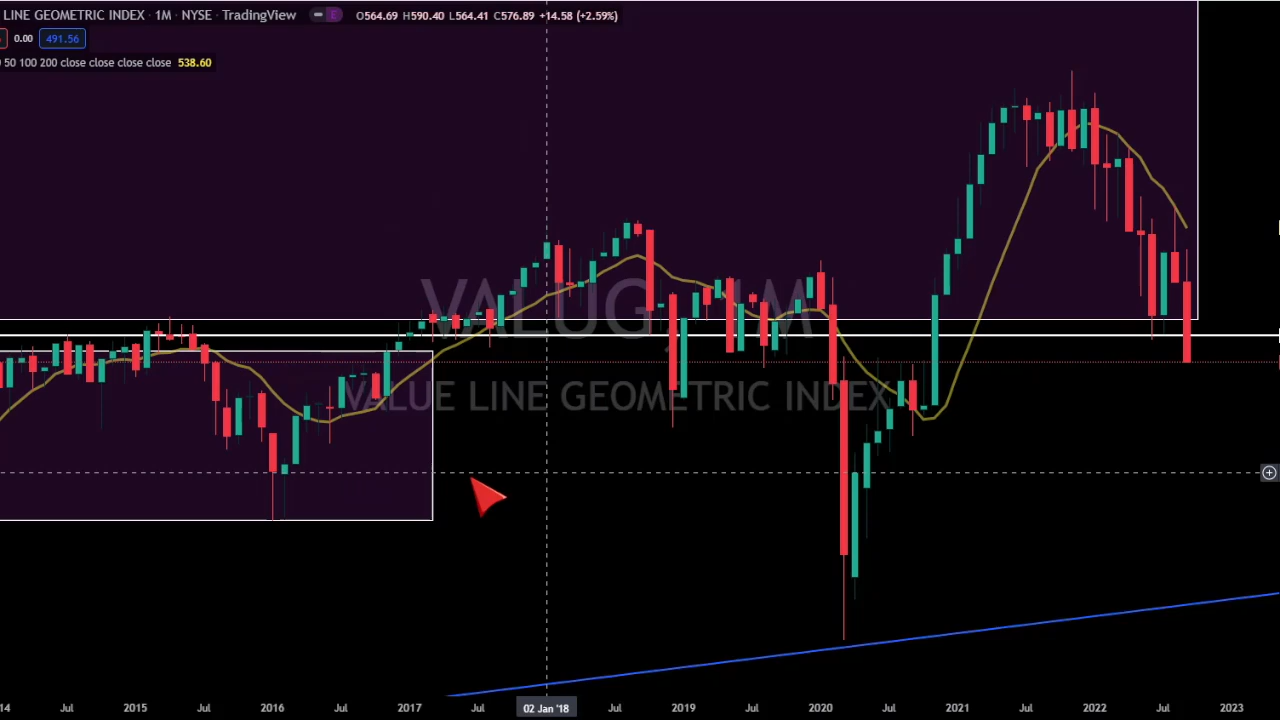 LINE GEOMETRIC INDEX · 1M · NYSE · TradingView E O564.69 H590.40 L564.41 C576.89 +14.58 (+2.59%)
0.00 491.56
50 100 200 close close close close 538.60
VALUG, 1M
VALUE LINE GEOMETRIC INDEX
14 Jul 2015 Jul 2016 Jul 2017 Jul 02 Jan '18 Jul 2019 Jul 2020 Jul 2021 Jul 2022 Jul 2023